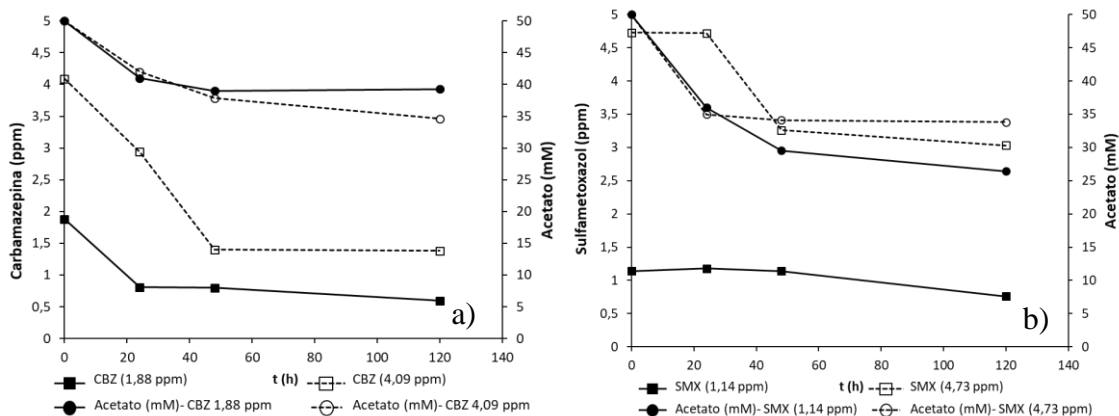 5
4,5
4
3,5
3
2,5
2
1,5
1
0,5
0
Carbamazepina (ppm)
50
45
40
35
30
25
20
15
10
5
0
Acetato (mM)
a)
0 20 40 60 80 100 120 140
t (h)
CBZ (1,88 ppm)
CBZ (4,09 ppm)
Acetato (mM)- CBZ 1,88 ppm
Acetato (mM)- CBZ 4,09 ppm
5
4,5
4
3,5
3
2,5
2
1,5
1
0,5
0
Sulfametoxazol (ppm)
50
45
40
35
30
25
20
15
10
5
0
Acetato (mM)
b)
0 20 40 60 80 100 120 140
t (h)
SMX (1,14 ppm)
SMX (4,73 ppm)
Acetato (mM)- SMX (1,14 ppm)
Acetato (mM)- SMX (4,73 ppm)